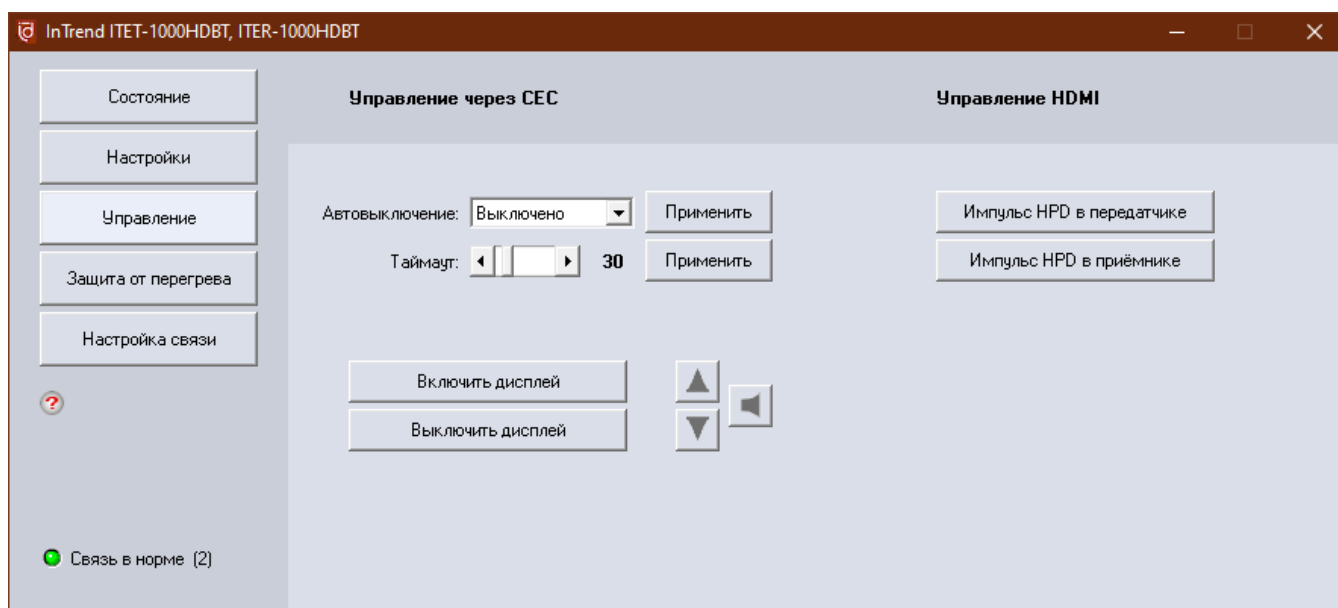 InTrend ITET-1000HDBT, ITER-1000HDBT
Состояние
Настройки
Управление
Защита от перегрева
Настройка связи
?
Связь в норме (2)
Управление через CEC
Управление HDMI
Автовыключение: Выключено Применить
Таймаут: 30 Применить
Импульс HPD в передатчике
Импульс HPD в приёмнике
Включить дисплей
Выключить дисплей